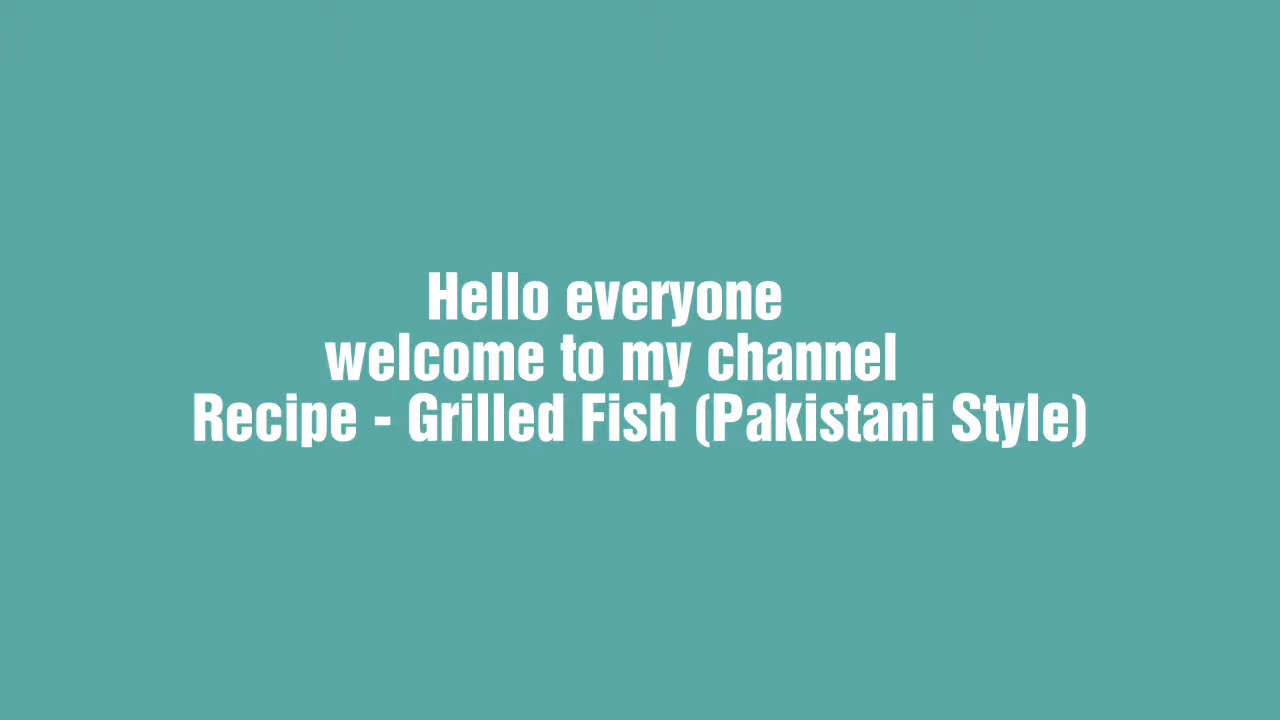 Hello everyone
welcome to my channel
Recipe - Grilled Fish (Pakistani Style)